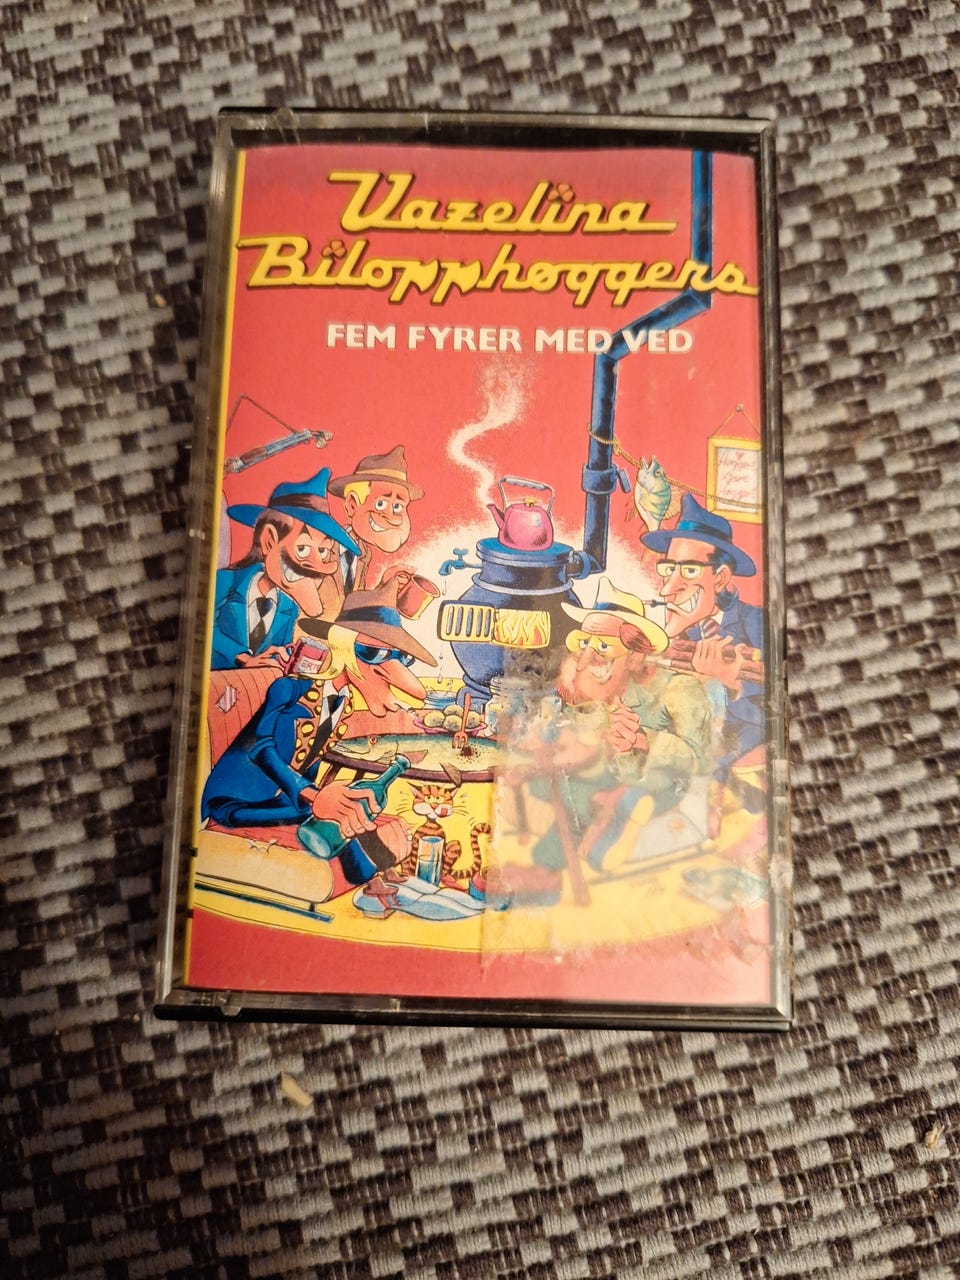 Vazelina
Bilopphøggers
FEM FYRER MED VED